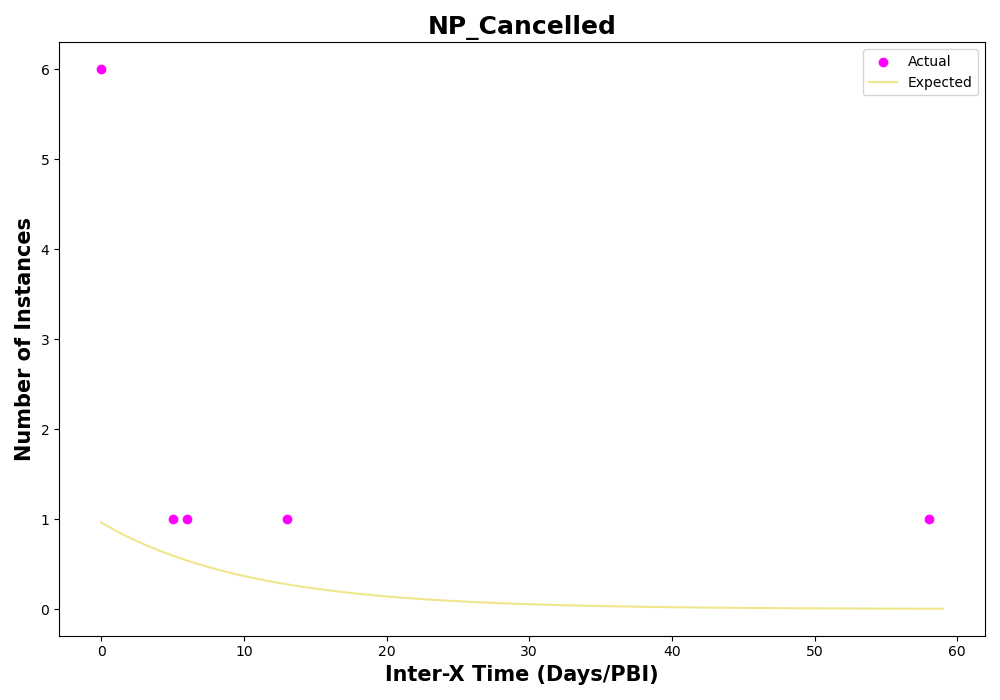 NP_Cancelled
Actual
Expected
Number of Instances
6
5
4
3
2
1
0
0 10 20 30 40 50 60
Inter-X Time (Days/PBI)